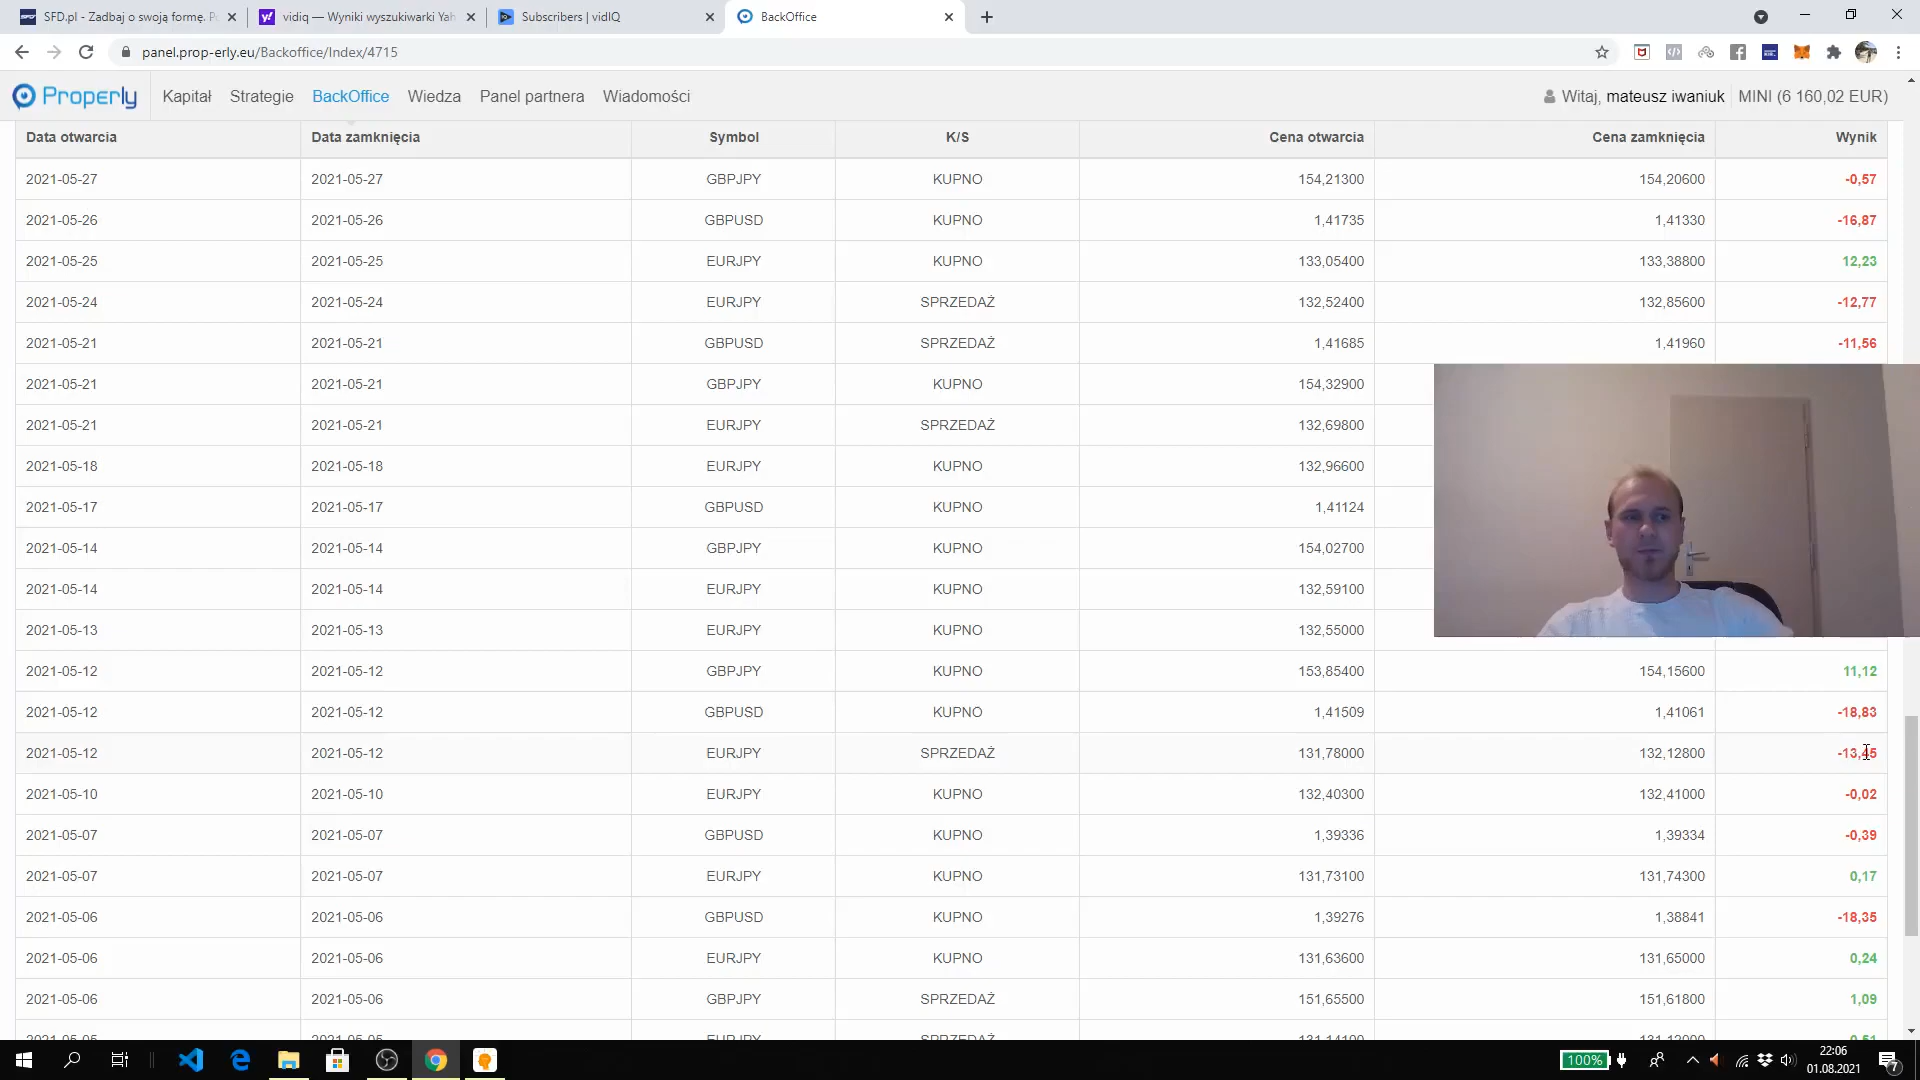 SFD.pl - Zadbaj o swoją formę. P
vidiq — Wyniki wyszukiwarki Yah
Subscribers | vidIQ
BackOffice
panel.prop-erly.eu/Backoffice/Index/4715
Properly Kapitał Strategie BackOffice Wiedza Panel partnera Wiadomości Witaj, mateusz iwaniuk MINI (6 160,02 EUR)
Data otwarcia Data zamknięcia Symbol K/S Cena otwarcia Cena zamknięcia Wynik
2021-05-27 2021-05-27 GBPJPY KUPNO 154,21300 154,20600 -0,57
2021-05-26 2021-05-26 GBPUSD KUPNO 1,41735 1,41330 -16,87
2021-05-25 2021-05-25 EURJPY KUPNO 133,05400 133,38800 12,23
2021-05-24 2021-05-24 EURJPY SPRZEDAŻ 132,52400 132,85600 -12,77
2021-05-21 2021-05-21 GBPUSD SPRZEDAŻ 1,41685 1,41960 -11,56
2021-05-21 2021-05-21 GBPJPY KUPNO 154,32900
2021-05-21 2021-05-21 EURJPY SPRZEDAŻ 132,69800
2021-05-18 2021-05-18 EURJPY KUPNO 132,96600
2021-05-17 2021-05-17 GBPUSD KUPNO 1,41124
2021-05-14 2021-05-14 GBPJPY KUPNO 154,02700
2021-05-14 2021-05-14 EURJPY KUPNO 132,59100
2021-05-13 2021-05-13 EURJPY KUPNO 132,55000
2021-05-12 2021-05-12 GBPJPY KUPNO 153,85400 154,15600 11,12
2021-05-12 2021-05-12 GBPUSD KUPNO 1,41509 1,41061 -18,83
2021-05-12 2021-05-12 EURJPY SPRZEDAŻ 131,78000 132,12800 -13,45
2021-05-10 2021-05-10 EURJPY KUPNO 132,40300 132,41000 -0,02
2021-05-07 2021-05-07 GBPUSD KUPNO 1,39336 1,39334 -0,39
2021-05-07 2021-05-07 EURJPY KUPNO 131,73100 131,74300 0,17
2021-05-06 2021-05-06 GBPUSD KUPNO 1,39276 1,38841 -18,35
2021-05-06 2021-05-06 EURJPY KUPNO 131,63600 131,65000 0,24
2021-05-06 2021-05-06 GBPJPY SPRZEDAŻ 151,65500 151,61800 1,09
100%
22:06
01.08.2021
7